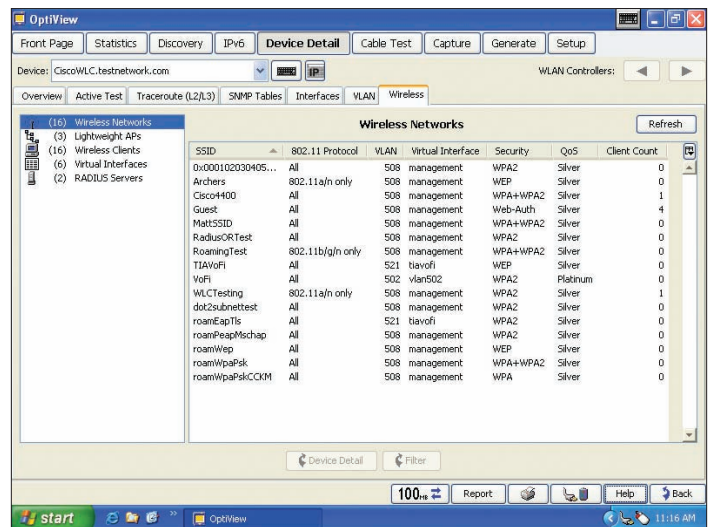 OptiView
Front Page Statistics Discovery IPv6 Device Detail Cable Test Capture Generate Setup
Device: CiscoWLC.testnetwork.com IP WLAN Controllers:
Overview Active Test Traceroute (L2/L3) SNMP Tables Interfaces VLAN Wireless
(16) Wireless Networks
(3) Lightweight APs
(16) Wireless Clients
(6) Virtual Interfaces
(2) RADIUS Servers
Wireless Networks Refresh
SSID 802.11 Protocol VLAN Virtual Interface Security QoS Client Count
0x000102030405... All 508 management WPA2 Silver 0
Archers 802.11a/n only 508 management WEP Silver 0
Cisco4400 All 508 management WPA+WPA2 Silver 1
Guest All 508 management Web-Auth Silver 4
MattSSID All 508 management WPA+WPA2 Silver 0
RadiusORTest All 508 management WPA2 Silver 0
RoamingTest 802.11b/g/n only 508 management WPA+WPA2 Silver 0
TIAVoFi All 521 tiavofi WEP Silver 0
VoFi All 502 vlan502 WPA2 Platinum 0
WLCTesting 802.11a/n only 508 management WPA2 Silver 1
dot2subnettest All 508 management WPA2 Silver 0
roamEapTls All 521 tiavofi WPA2 Silver 0
roamPeapMschap All 508 management WPA2 Silver 0
roamWep All 508 management WEP Silver 0
roamWpaPsk All 508 management WPA+WPA2 Silver 0
roamWpaPskCCKM All 508 management WPA Silver 0
Device Detail Filter
100MB Report Help Back
start OptiView 11:16 AM